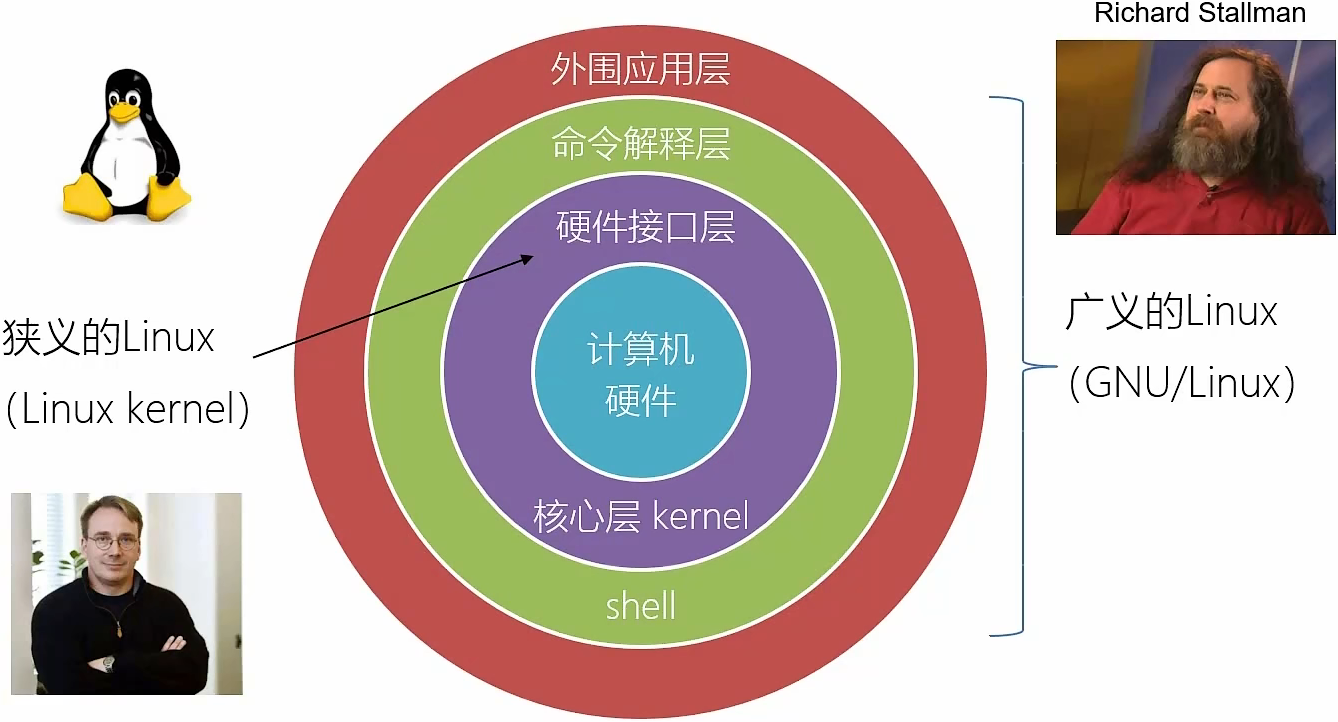 Richard Stallman
外围应用层
命令解释层
硬件接口层
计算机
硬件
核心层 kernel
shell
狭义的Linux
(Linux kernel)
广义的Linux
(GNU/Linux)